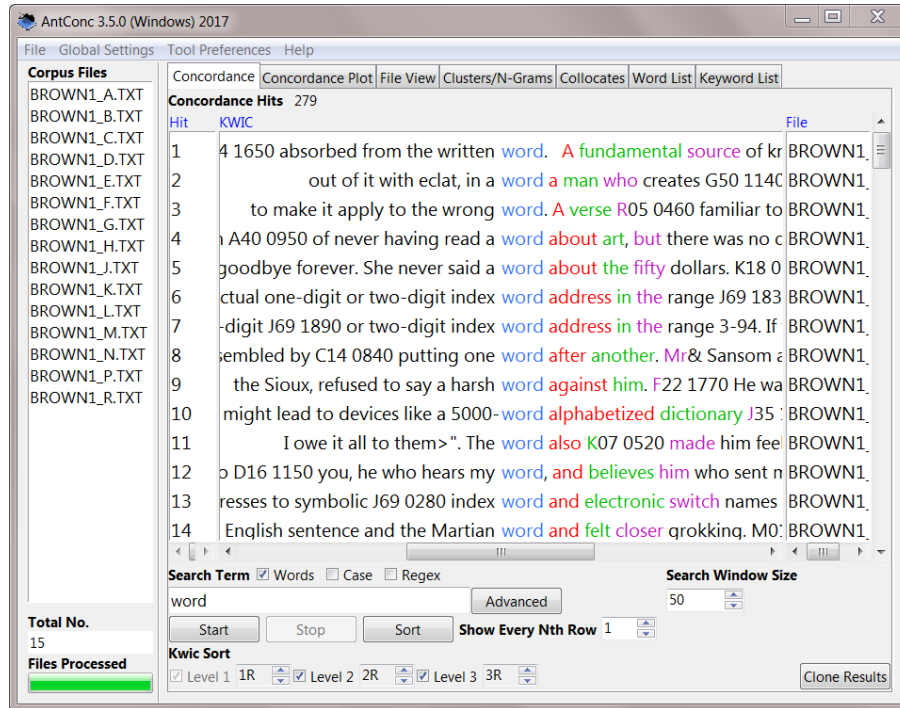 AntConc 3.5.0 (Windows) 2017
File Global Settings Tool Preferences Help
Corpus Files
BROWN1_A.TXT
BROWN1_B.TXT
BROWN1_C.TXT
BROWN1_D.TXT
BROWN1_E.TXT
BROWN1_F.TXT
BROWN1_G.TXT
BROWN1_H.TXT
BROWN1_J.TXT
BROWN1_K.TXT
BROWN1_L.TXT
BROWN1_M.TXT
BROWN1_N.TXT
BROWN1_P.TXT
BROWN1_R.TXT
Total No.
15
Files Processed
Concordance Concordance Plot File View Clusters/N-Grams Collocates Word List Keyword List
Concordance Hits 279
Hit KWIC File
1 4 1650 absorbed from the written word. A fundamental source of kr BROWN1_
2 out of it with eclat, in a word a man who creates G50 1140 BROWN1_
3 to make it apply to the wrong word. A verse R05 0460 familiar to BROWN1_
4 A40 0950 of never having read a word about art, but there was no c BROWN1_
5 goodbye forever. She never said a word about the fifty dollars. K18 0 BROWN1_
6 ctual one-digit or two-digit index word address in the range J69 183 BROWN1_
7 -digit J69 1890 or two-digit index word address in the range 3-94. If BROWN1_
8 sembled by C14 0840 putting one word after another. Mr& Sansom a BROWN1_
9 the Sioux, refused to say a harsh word against him. F22 1770 He wa BROWN1_
10 might lead to devices like a 5000-word alphabetized dictionary J35 BROWN1_
11 I owe it all to them>". The word also K07 0520 made him feel BROWN1_
12 o D16 1150 you, he who hears my word, and believes him who sent m BROWN1_
13 resses to symbolic J69 0280 index word and electronic switch names BROWN1_
14 English sentence and the Martian word and felt closer grokking. M01 BROWN1_
Search Term Words Case Regex Search Window Size
word Advanced 50
Start Stop Sort Show Every Nth Row 1
Kwic Sort
Level 1 1R Level 2 2R Level 3 3R Clone Results